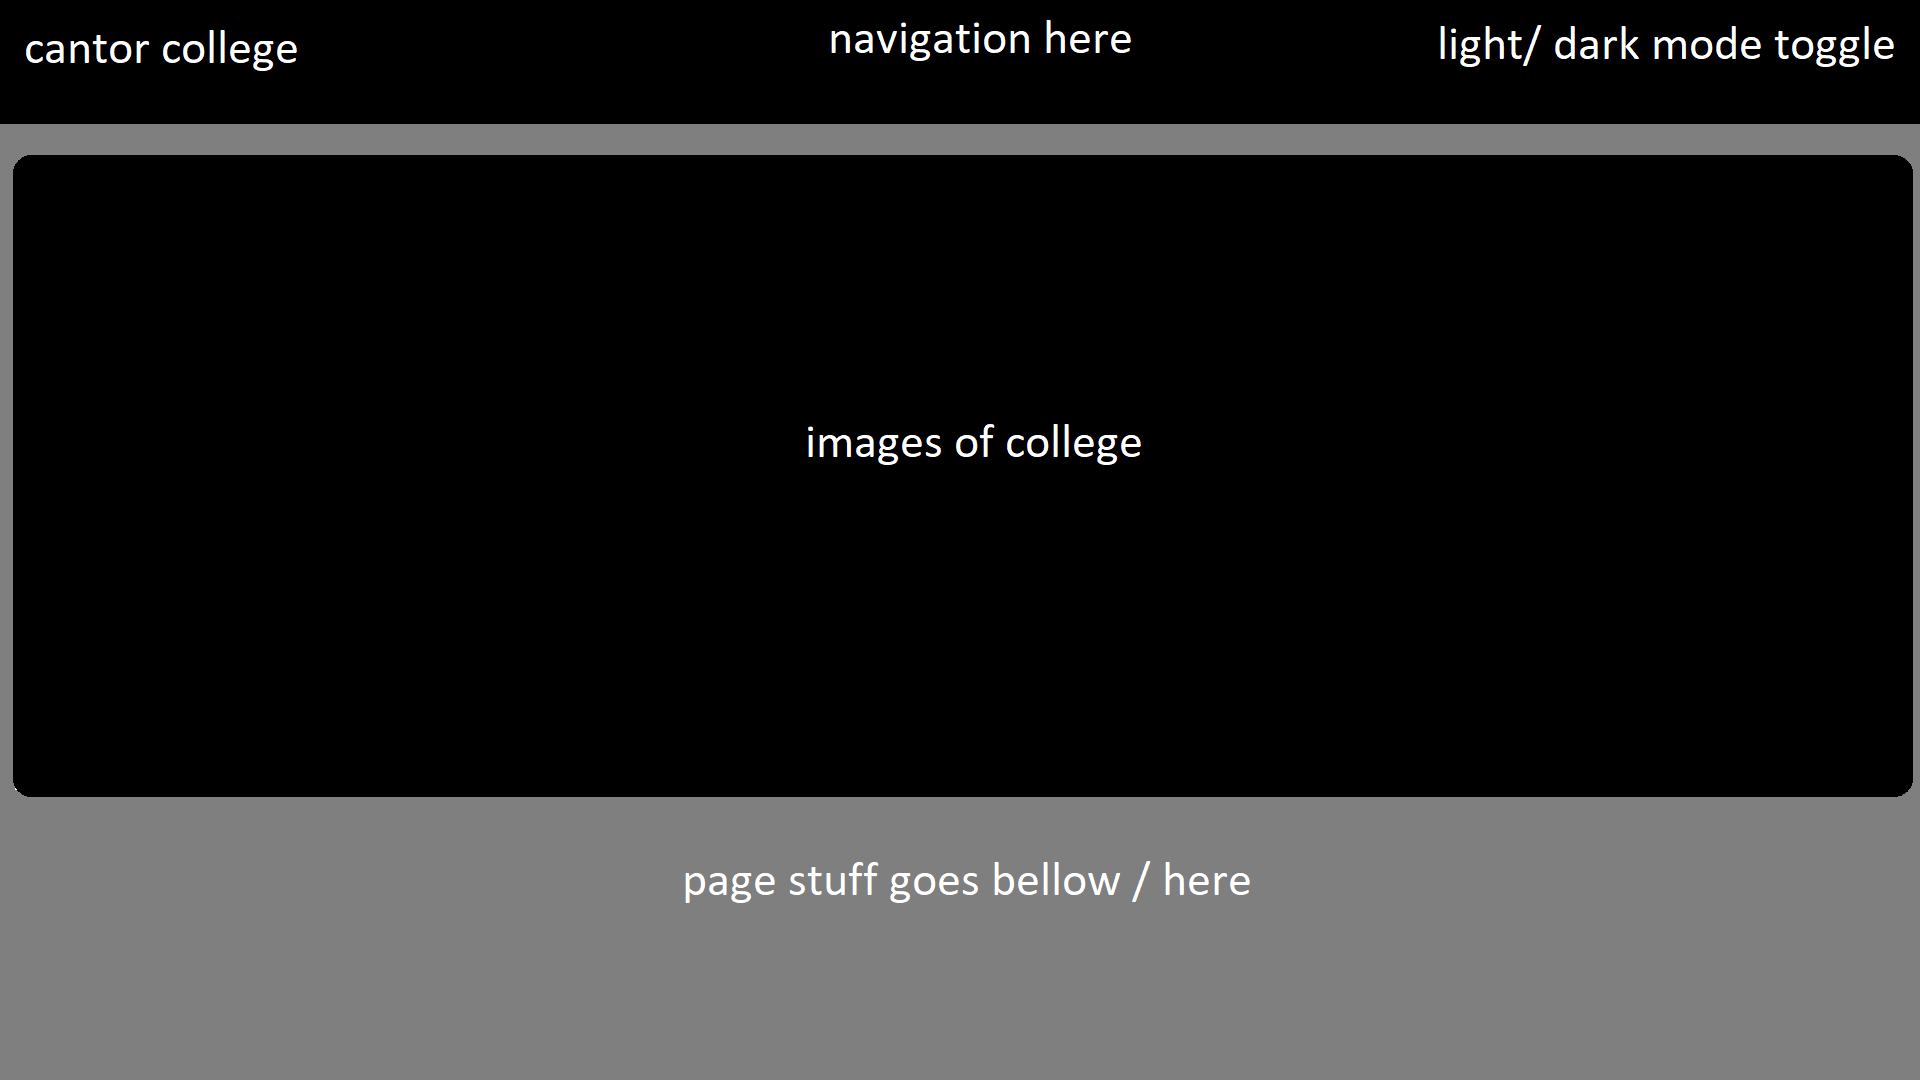 cantor college
navigation here
light/ dark mode toggle
images of college
page stuff goes bellow / here